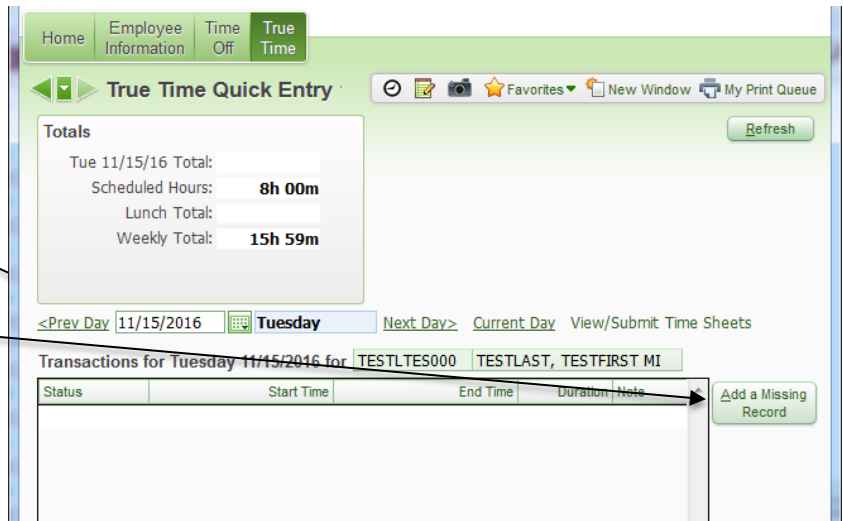 Home Employee Information Time Off True Time
True Time Quick Entry Favorites New Window My Print Queue
Totals Refresh
Tue 11/15/16 Total:
Scheduled Hours: 8h 00m
Lunch Total:
Weekly Total: 15h 59m
<Prev Day 11/15/2016 Tuesday Next Day> Current Day View/Submit Time Sheets
Transactions for Tuesday 11/15/2016 for TESTLTES000 TESTLAST, TESTFIRST MI
Status Start Time End Time Duration Note Add a Missing Record